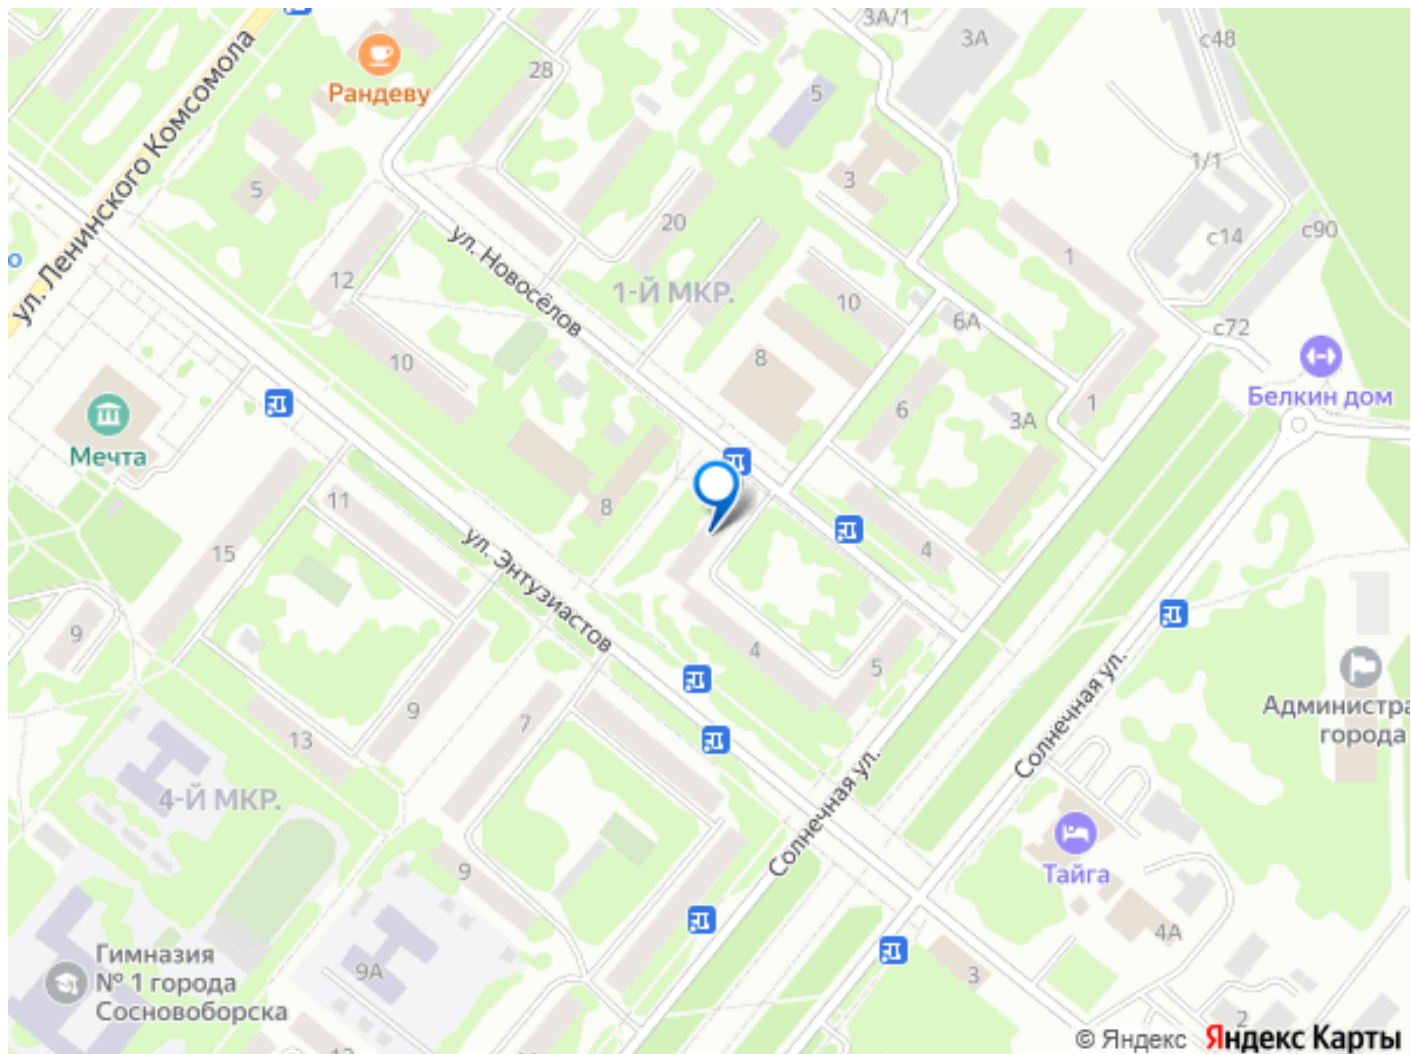 3А/1
3А
с48
Рандеву
28
5
ул. Ленинского Комсомола
5
3
1/1
20
с14
с90
ул. Новосёлов
1
о
12
1-Й МКР.
10
6А
с72
10
8
Белкин дом
6
3А
1
Мечта
11
8
15
ул. Энтузиастов
4
9
4
5
Администра
города
Солнечная ул.
9
7
13
4-Й МКР.
Солнечная ул.
Тайга
9
4А
Гимназия
№ 1 города
Сосновоборска
9А
3
2
© Яндекс Яндекс Карты